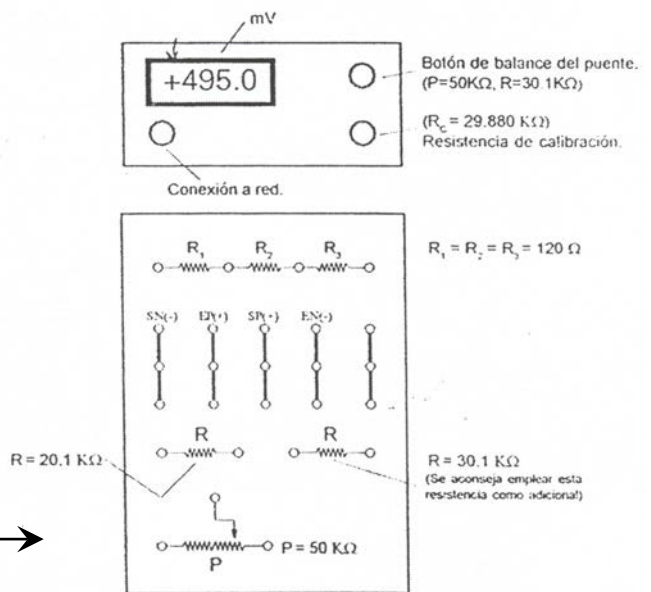 mV
+495.0
Botón de balance del puente.
(P=50KΩ, R=30.1KΩ)
(Rc = 29.880 KΩ)
Resistencia de calibración.
Conexión a red.
R1 R2 R3
R1 = R2 = R3 = 120 Ω
SN(-) EP(+) SP(+) EN(-)
R R
R = 20.1 KΩ
R = 30.1 KΩ
(Se aconseja emplear esta
resistencia como adicional)
P = 50 KΩ
P